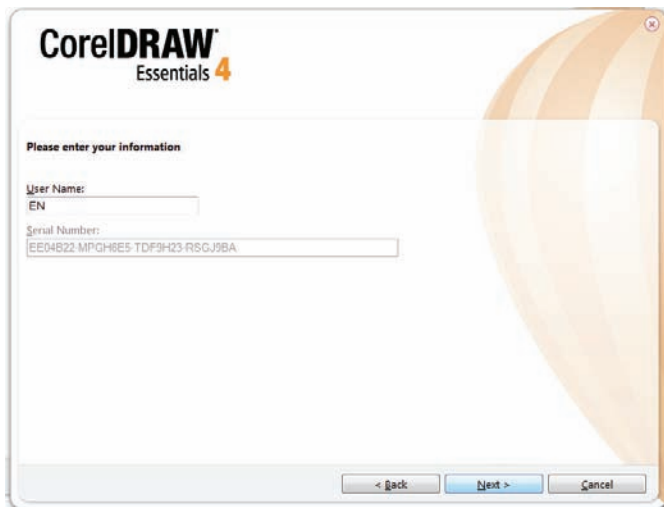 CorelDRAW
Essentials 4
Please enter your information
User Name:
EN
Serial Number:
EE04B22-MPGH6E5-TDF9H23-RSGJ9BA
< Back Next > Cancel